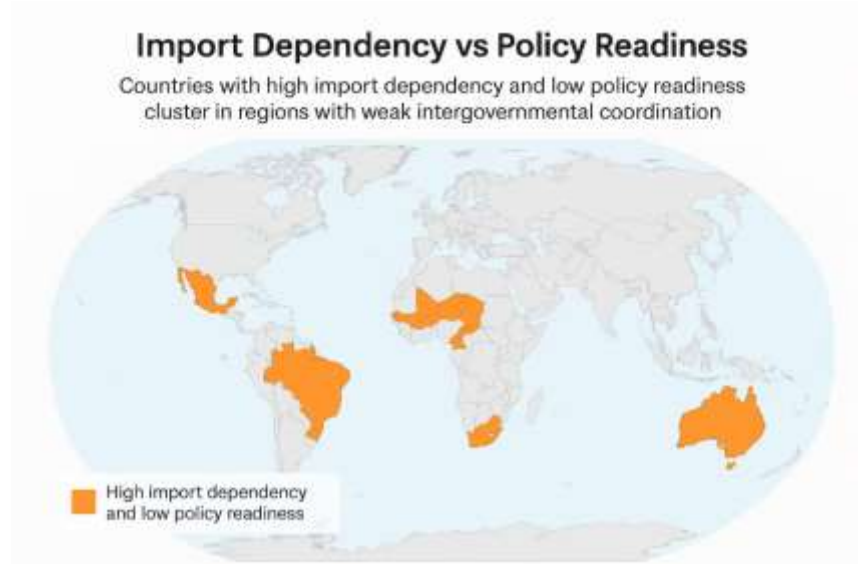 Import Dependency vs Policy Readiness
Countries with high import dependency and low policy readiness
cluster in regions with weak intergovernmental coordination
High import dependency
and low policy readiness